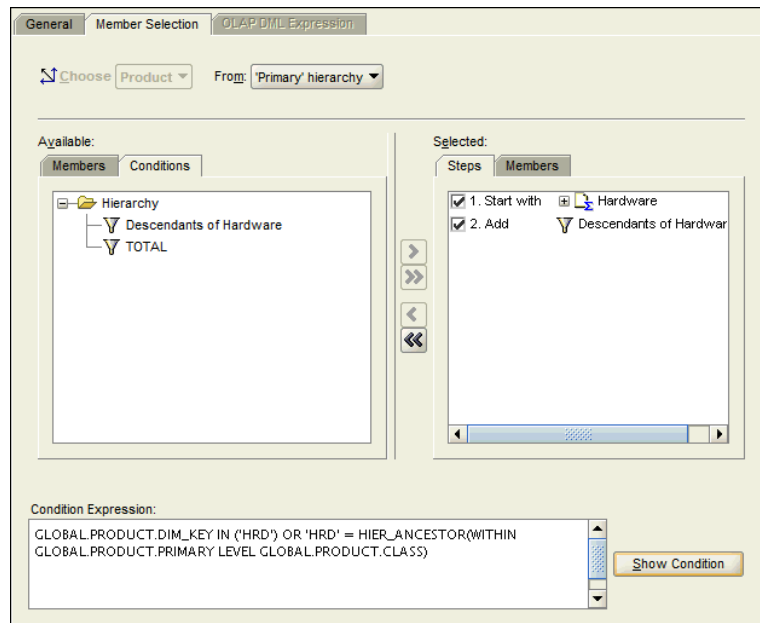 General Member Selection OLAP DML Expression
Choose Product From: 'Primary' hierarchy
Available: Selected:
Members Conditions Steps Members
Hierarchy 1. Start with Hardware
Descendants of Hardware 2. Add Descendants of Hardwar
TOTAL
Condition Expression:
GLOBAL.PRODUCT.DIM_KEY IN ('HRD') OR 'HRD' = HIER_ANCESTOR(WITHIN
GLOBAL.PRODUCT.PRIMARY LEVEL GLOBAL.PRODUCT.CLASS)
Show Condition